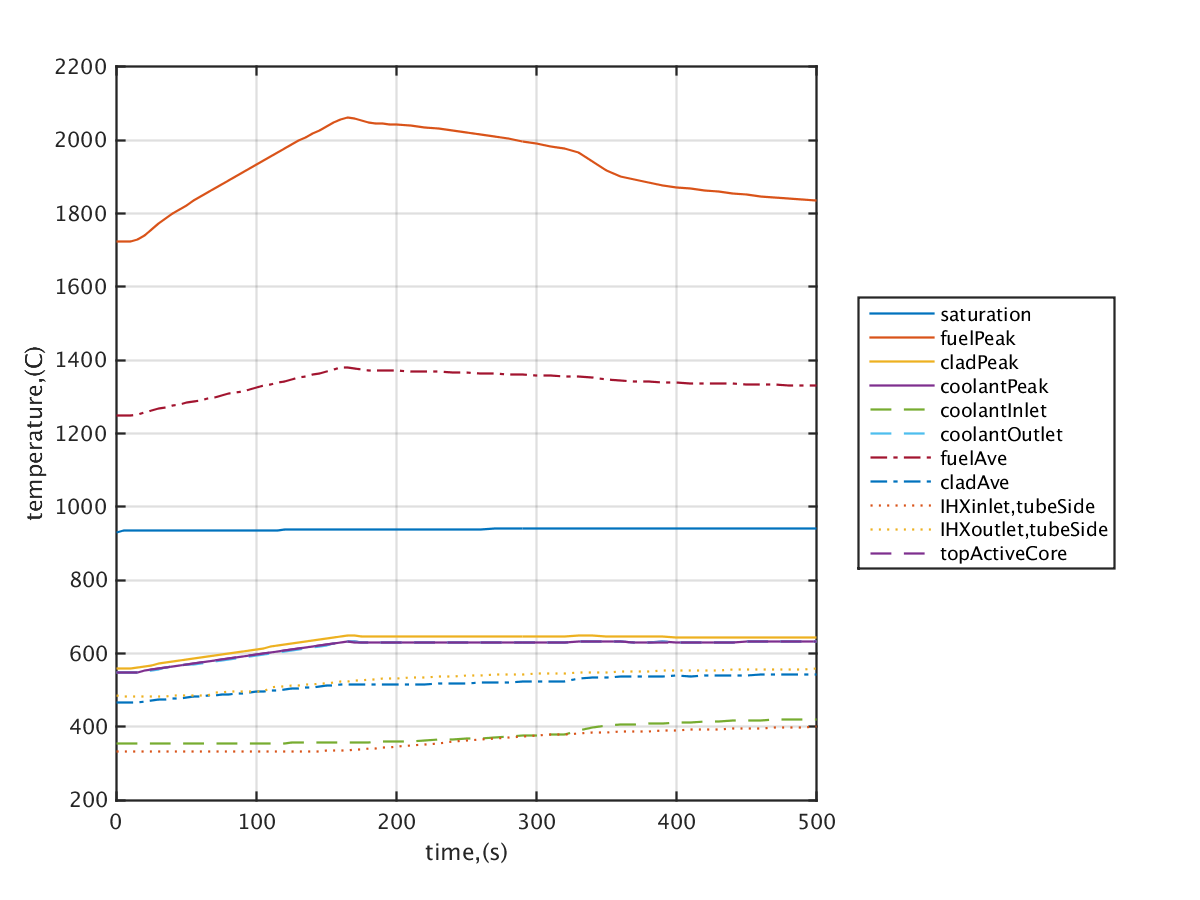 2200
2000
1800
1600
1400
1200
1000
800
600
400
200
temperature,(C)
0 100 200 300 400 500
time,(s)
saturation
fuelPeak
cladPeak
coolantPeak
coolantInlet
coolantOutlet
fuelAve
cladAve
IHXinlet,tubeSide
IHXoutlet,tubeSide
topActiveCore